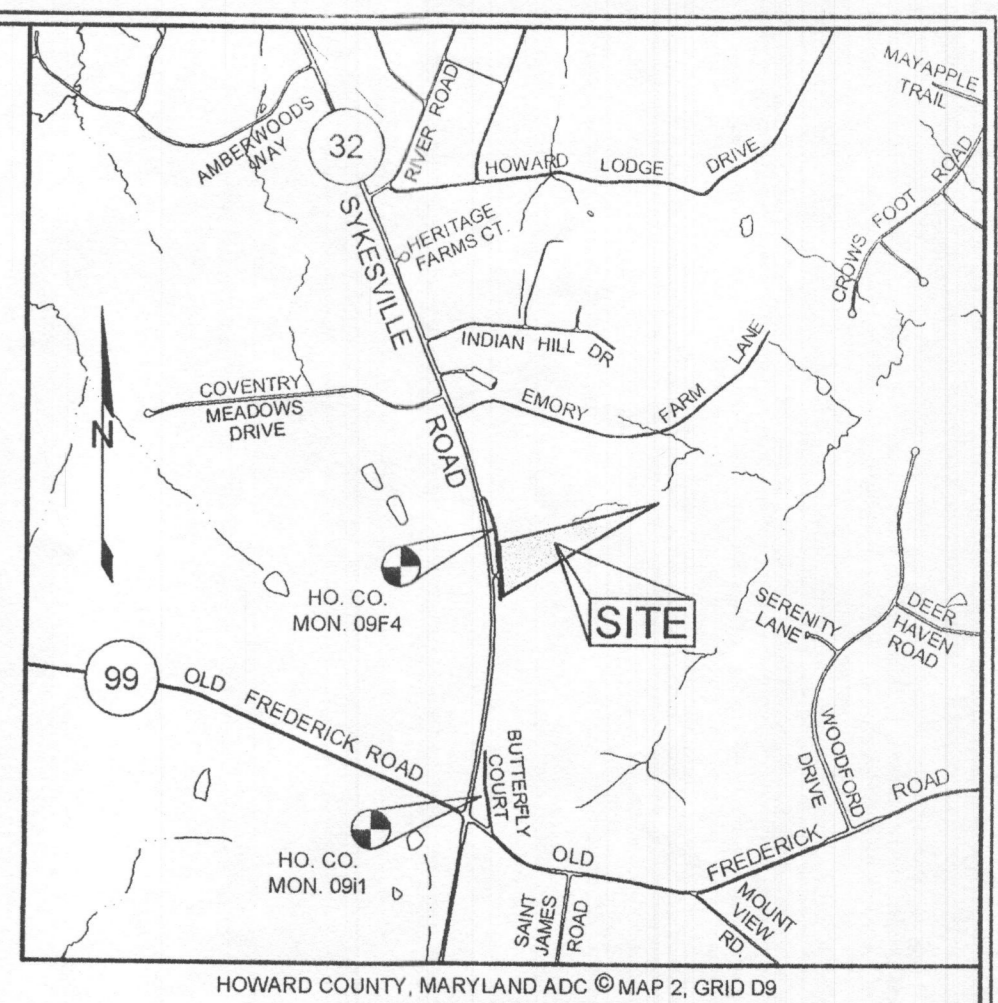 MAYAPPLE
TRAIL
AMBERWOODS
WAY
32
RIVER ROAD
HOWARD LODGE DRIVE
CROWS FOOT ROAD
SYKESVILLE ROAD
HERITAGE
FARMS CT.
INDIAN HILL DR
COVENTRY
MEADOWS
DRIVE
EMORY FARM LANE
N
HO. CO.
MON. 09F4
SITE
SERENITY
LANE
DEER
HAVEN
ROAD
99
OLD FREDERICK ROAD
BUTTERFLY
COURT
WOODFORD
DRIVE
HO. CO.
MON. 09i1
OLD FREDERICK ROAD
SAINT
JAMES
ROAD
MOUNT
VIEW
RD.
HOWARD COUNTY, MARYLAND ADC © MAP 2, GRID D9